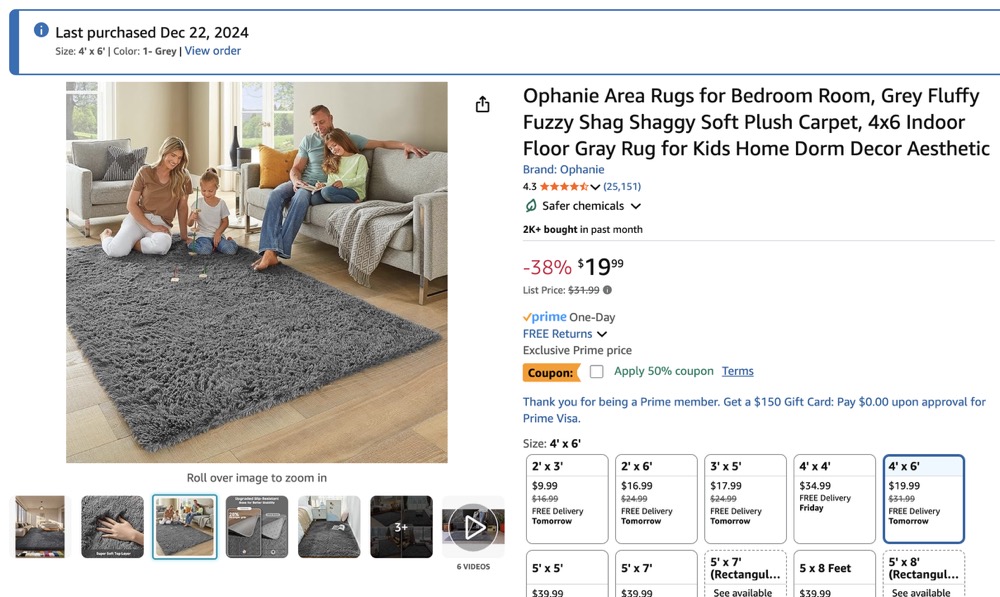 Last purchased Dec 22, 2024
Size: 4' x 6' | Color: 1- Grey | View order
Ophanie Area Rugs for Bedroom Room, Grey Fluffy
Fuzzy Shag Shaggy Soft Plush Carpet, 4x6 Indoor
Floor Gray Rug for Kids Home Dorm Decor Aesthetic
Brand: Ophanie
4.3 (25,151)
Safer chemicals
2K+ bought in past month
-38% $1999
List Price: $31.99
prime One-Day
FREE Returns
Exclusive Prime price
Coupon: Apply 50% coupon Terms
Thank you for being a Prime member. Get a $150 Gift Card: Pay $0.00 upon approval for
Prime Visa.
Size: 4' x 6'
2' x 3' 2' x 6' 3' x 5' 4' x 4' 4' x 6'
$9.99 $16.99 $17.99 $34.99 $19.99
$16.99 $24.99 $24.99 FREE Delivery $31.99
FREE Delivery FREE Delivery FREE Delivery Friday FREE Delivery
Tomorrow Tomorrow Tomorrow Tomorrow
5' x 5' 5' x 7' 5' x 7' 5 x 8 Feet 5' x 8'
(Rectangul... (Rectangul...
$39.99 $39.99 See available $39.99 See available
Roll over image to zoom in
Super Soft Top Layer
3+
6 VIDEOS